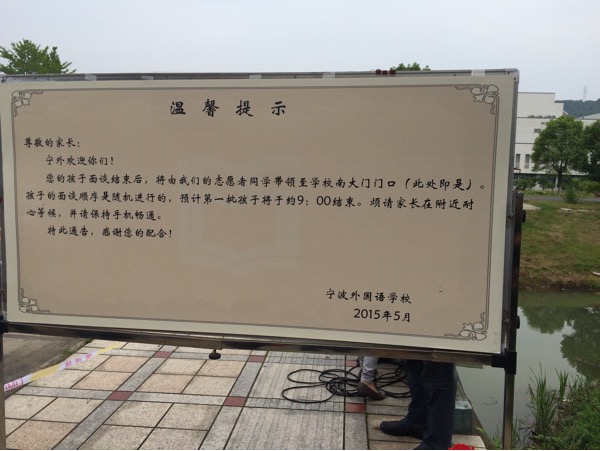 温馨提示
尊敬的家长：
宁外欢迎你们！
您的孩子面谈结束后，将由我们的志愿者同学带领至学校南大门门口（此处即是）。
孩子的面谈顺序是随机进行的，预计第一批孩子将于约9：00结束。烦请家长在附近耐
心等候，并请保持手机畅通。
特此通告，感谢您的配合！
宁波外国语学校
2015年5月